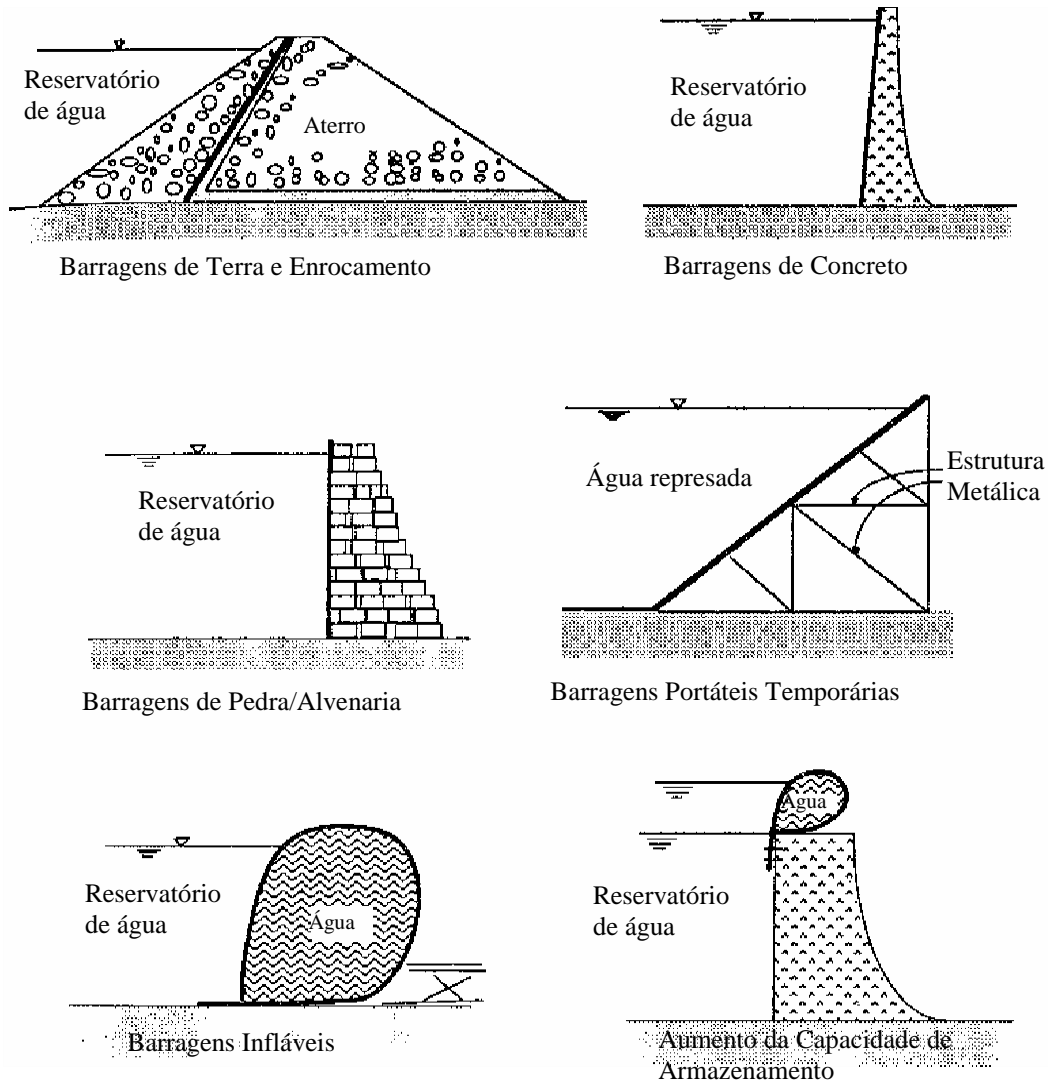 Reservatório
de água
Aterro
Barragens de Terra e Enrocamento
Reservatório
de água
Barragens de Concreto
Reservatório
de água
Barragens de Pedra/Alvenaria
Água represada
Estrutura
Metálica
Barragens Portáteis Temporárias
Reservatório
de água
Água
Barragens Infláveis
Água
Reservatório
de água
Aumento da Capacidade de
Armazenamento